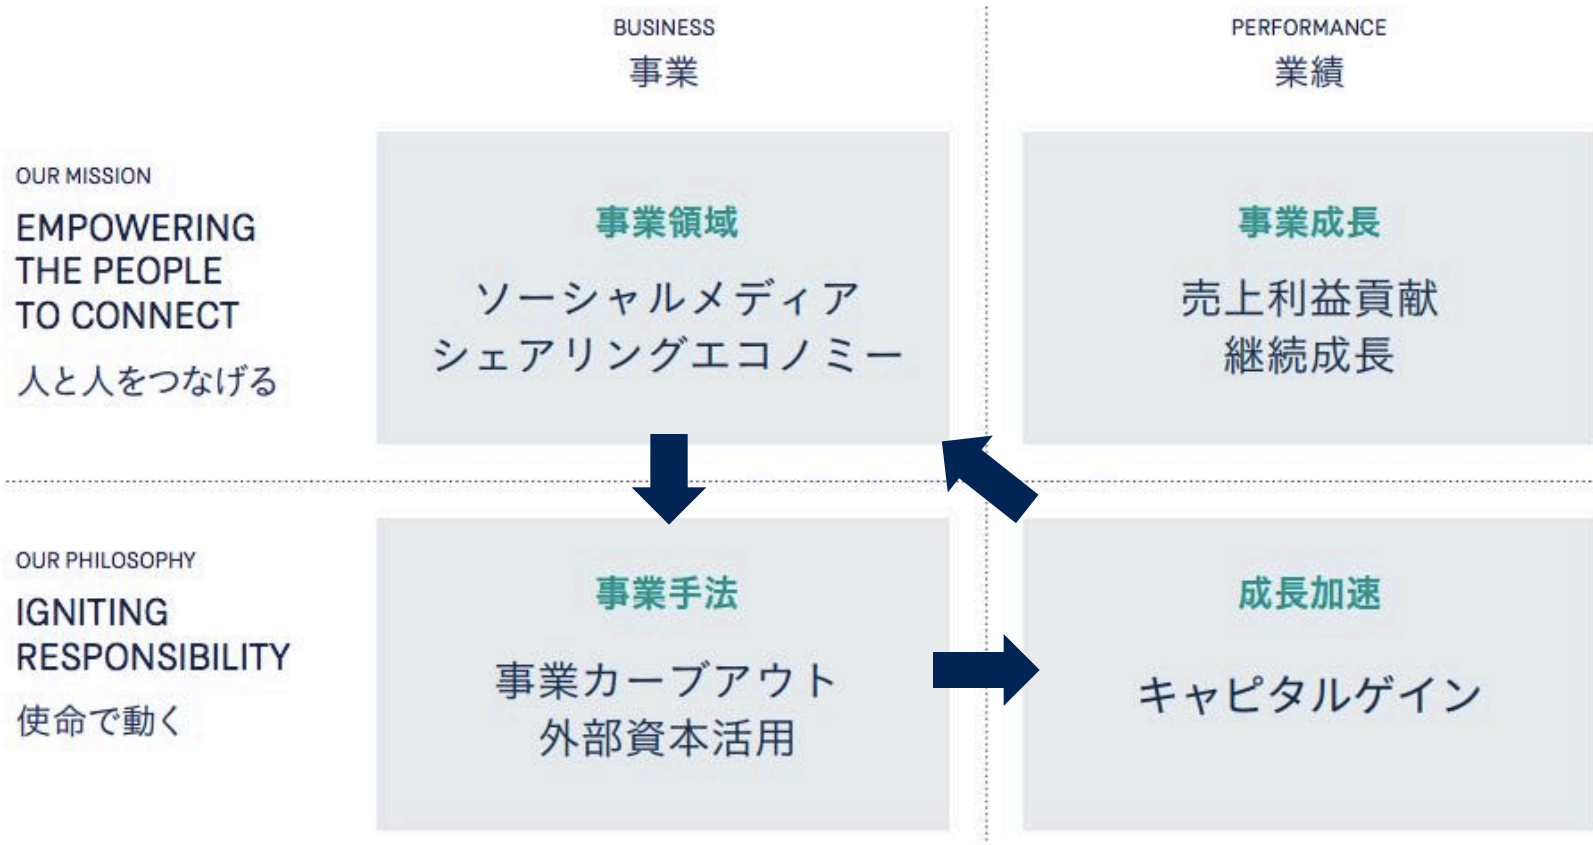 BUSINESS
事業
PERFORMANCE
業績
OUR MISSION
EMPOWERING
THE PEOPLE
TO CONNECT
人と人をつなげる
事業領域
ソーシャルメディア
シェアリングエコノミー
事業成長
売上利益貢献
継続成長
OUR PHILOSOPHY
IGNITING
RESPONSIBILITY
使命で動く
事業手法
事業カーブアウト
外部資本活用
成長加速
キャピタルゲイン